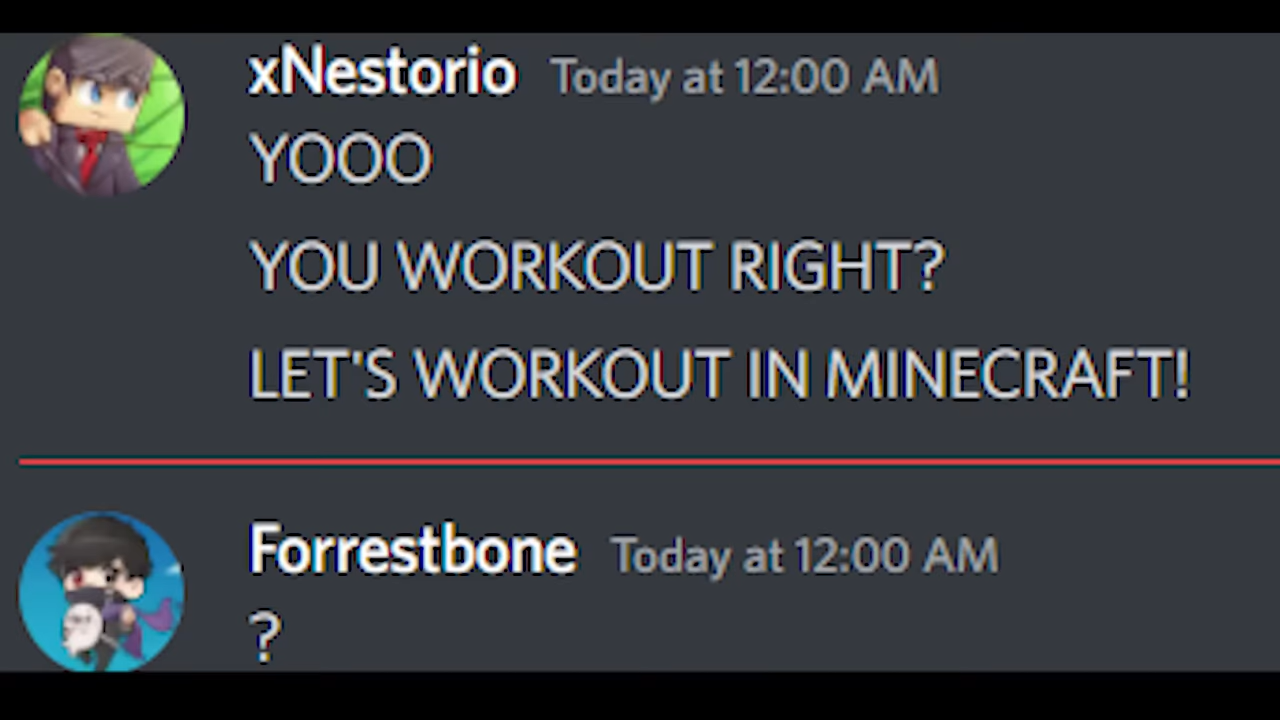 xNestorio Today at 12:00 AM
YOOO
YOU WORKOUT RIGHT?
LET'S WORKOUT IN MINECRAFT!
Forrestbone Today at 12:00 AM
?